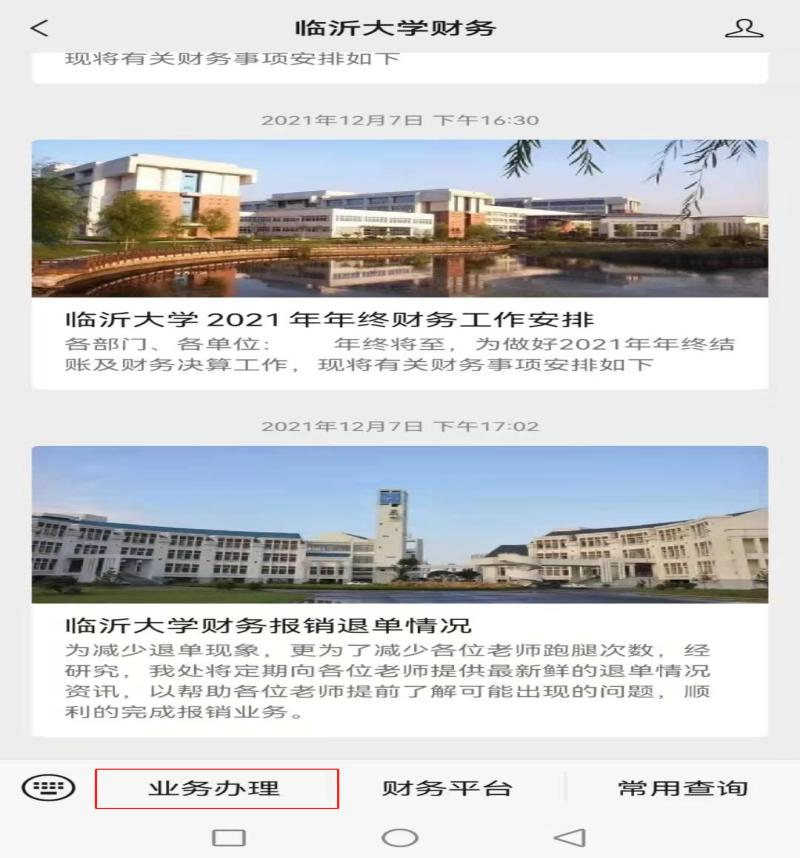 临沂大学财务
现将有关财务事项安排如下
2021年12月7日 下午16:30
临沂大学 2021 年年终财务工作安排
各部门、各单位： 年终将至，为做好2021年年终结
账及财务决算工作，现将有关财务事项安排如下
2021年12月7日 下午17:02
临沂大学财务报销退单情况
为减少退单现象，更为了减少各位老师跑腿次数，经
研究，我处将定期向各位老师提供最新鲜的退单情况
资讯，以帮助各位老师提前了解可能出现的问题，顺
利的完成报销业务。
业务办理 财务平台 常用查询